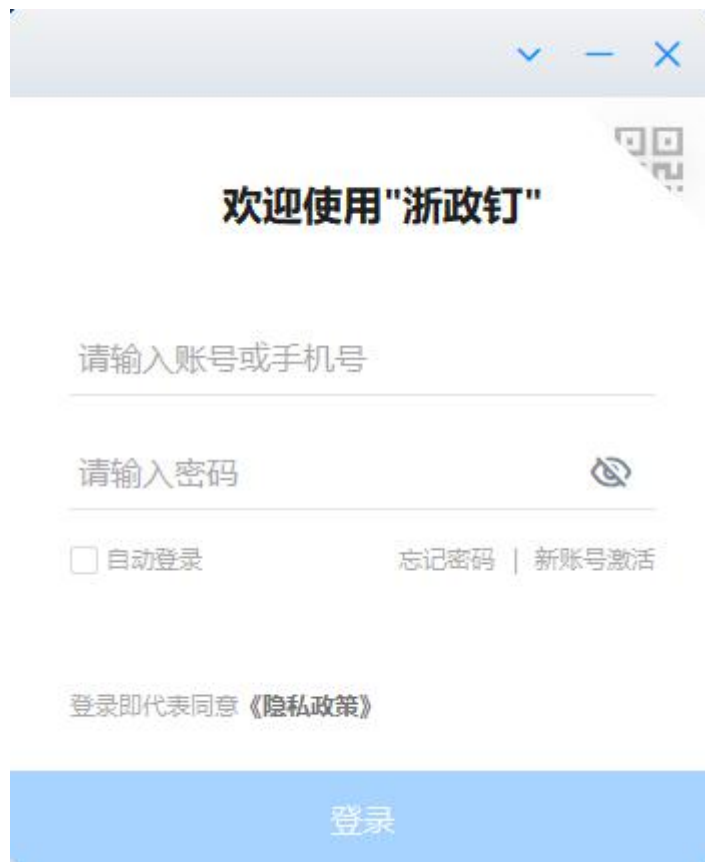 欢迎使用"浙政钉"
请输入账号或手机号
请输入密码
自动登录 忘记密码 | 新账号激活
登录即代表同意《隐私政策》
登录